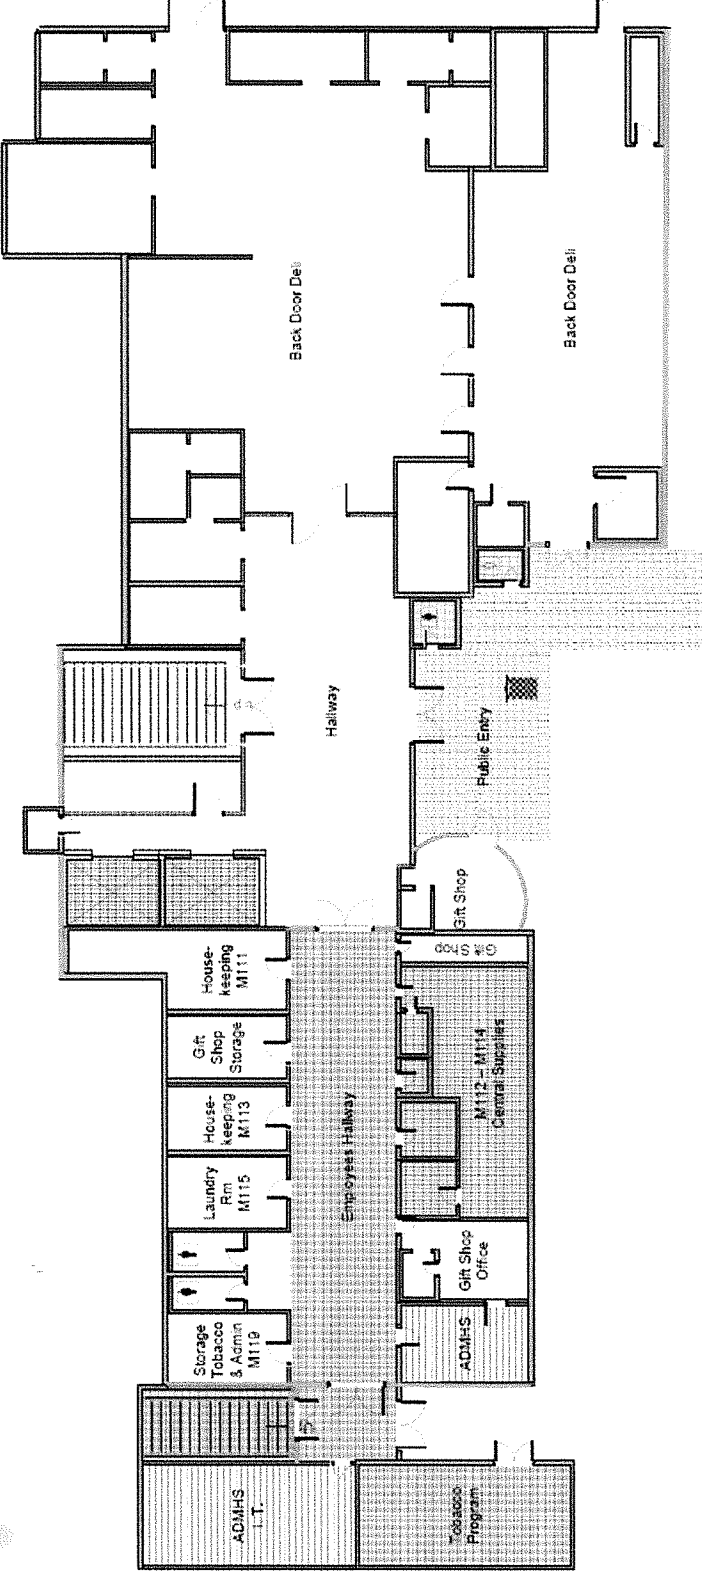 Back Door Deli
Back Door Deli
Hallway
Public Entry
Gift Shop
Gift Shop
House-
keeping
M111
Gift
Shop
Storage
House-
keeping
M113
Laundry
Rm
M115
Storage
Tobacco
& Admin
M119
Employees Hallway
M112 – M114
Central Supplies
Gift Shop
Office
ADMHS
ADMHS
I.T.
Tobacco
Program